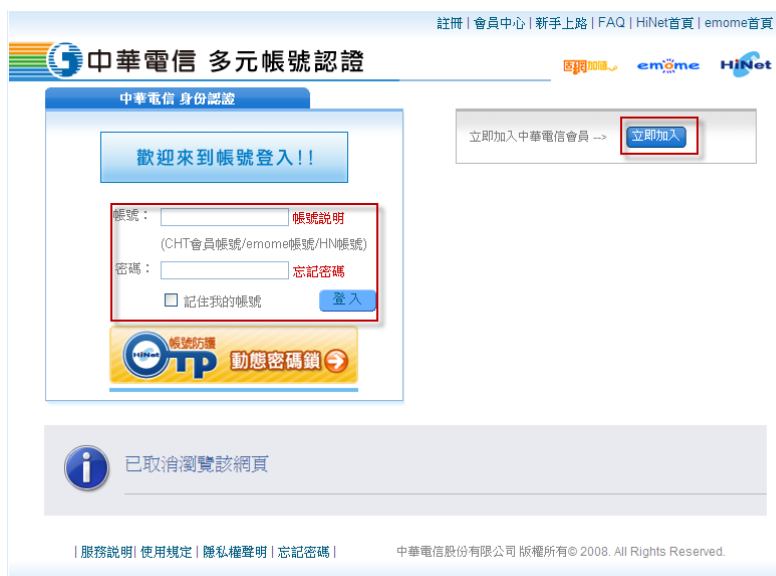 註冊 | 會員中心 | 新手上路 | FAQ | HiNet首頁 | emome首頁
中華電信 多元帳號認證
emome HiNet
中華電信 身份認證
立即加入中華電信會員 --> 立即加入
歡迎來到帳號登入!!
帳號： 帳號說明
(CHT會員帳號/emome帳號/HN帳號)
密碼： 忘記密碼
記住我的帳號 登入
帳號防護
HiNet OTP 動態密碼鎖
已取消瀏覽該網頁
| 服務說明| 使用規定 | 隱私權聲明 | 忘記密碼 | 中華電信股份有限公司 版權所有© 2008. All Rights Reserved.